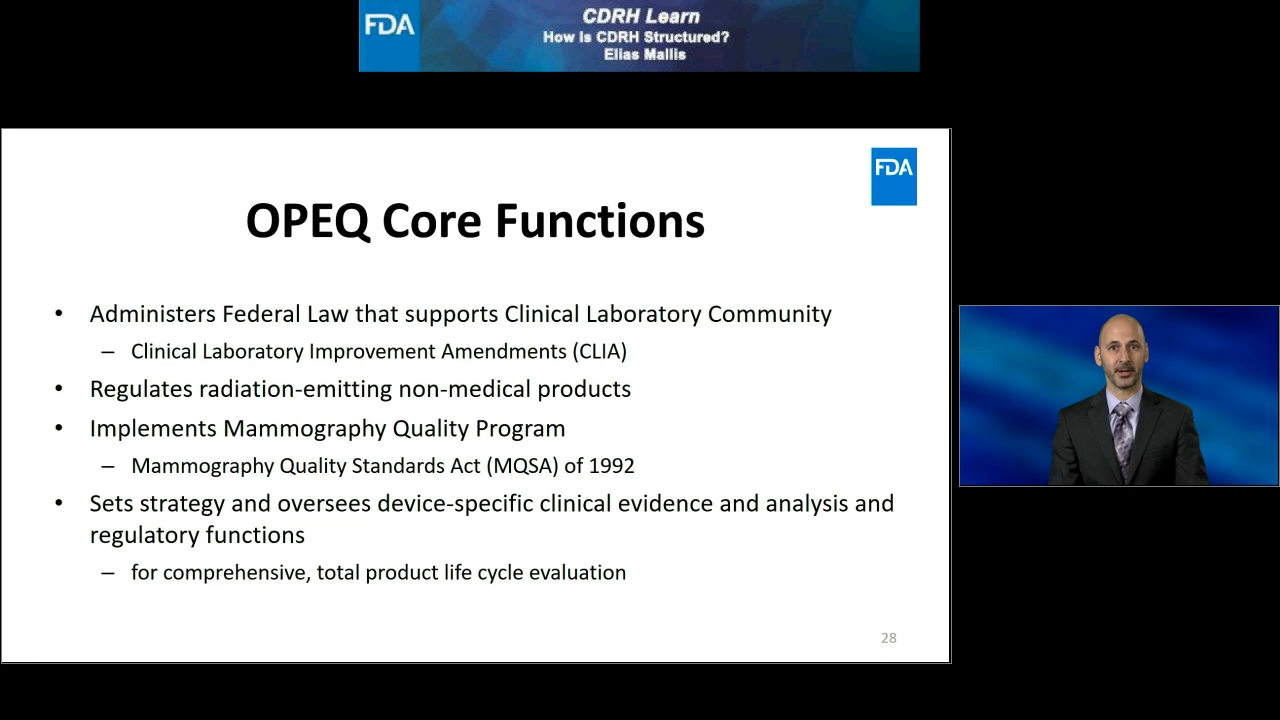 FDA
CDRH Learn
How Is CDRH Structured?
Elias Mallis
FDA
OPEQ Core Functions
• Administers Federal Law that supports Clinical Laboratory Community
– Clinical Laboratory Improvement Amendments (CLIA)
• Regulates radiation-emitting non-medical products
• Implements Mammography Quality Program
– Mammography Quality Standards Act (MQSA) of 1992
• Sets strategy and oversees device-specific clinical evidence and analysis and
regulatory functions
– for comprehensive, total product life cycle evaluation
28